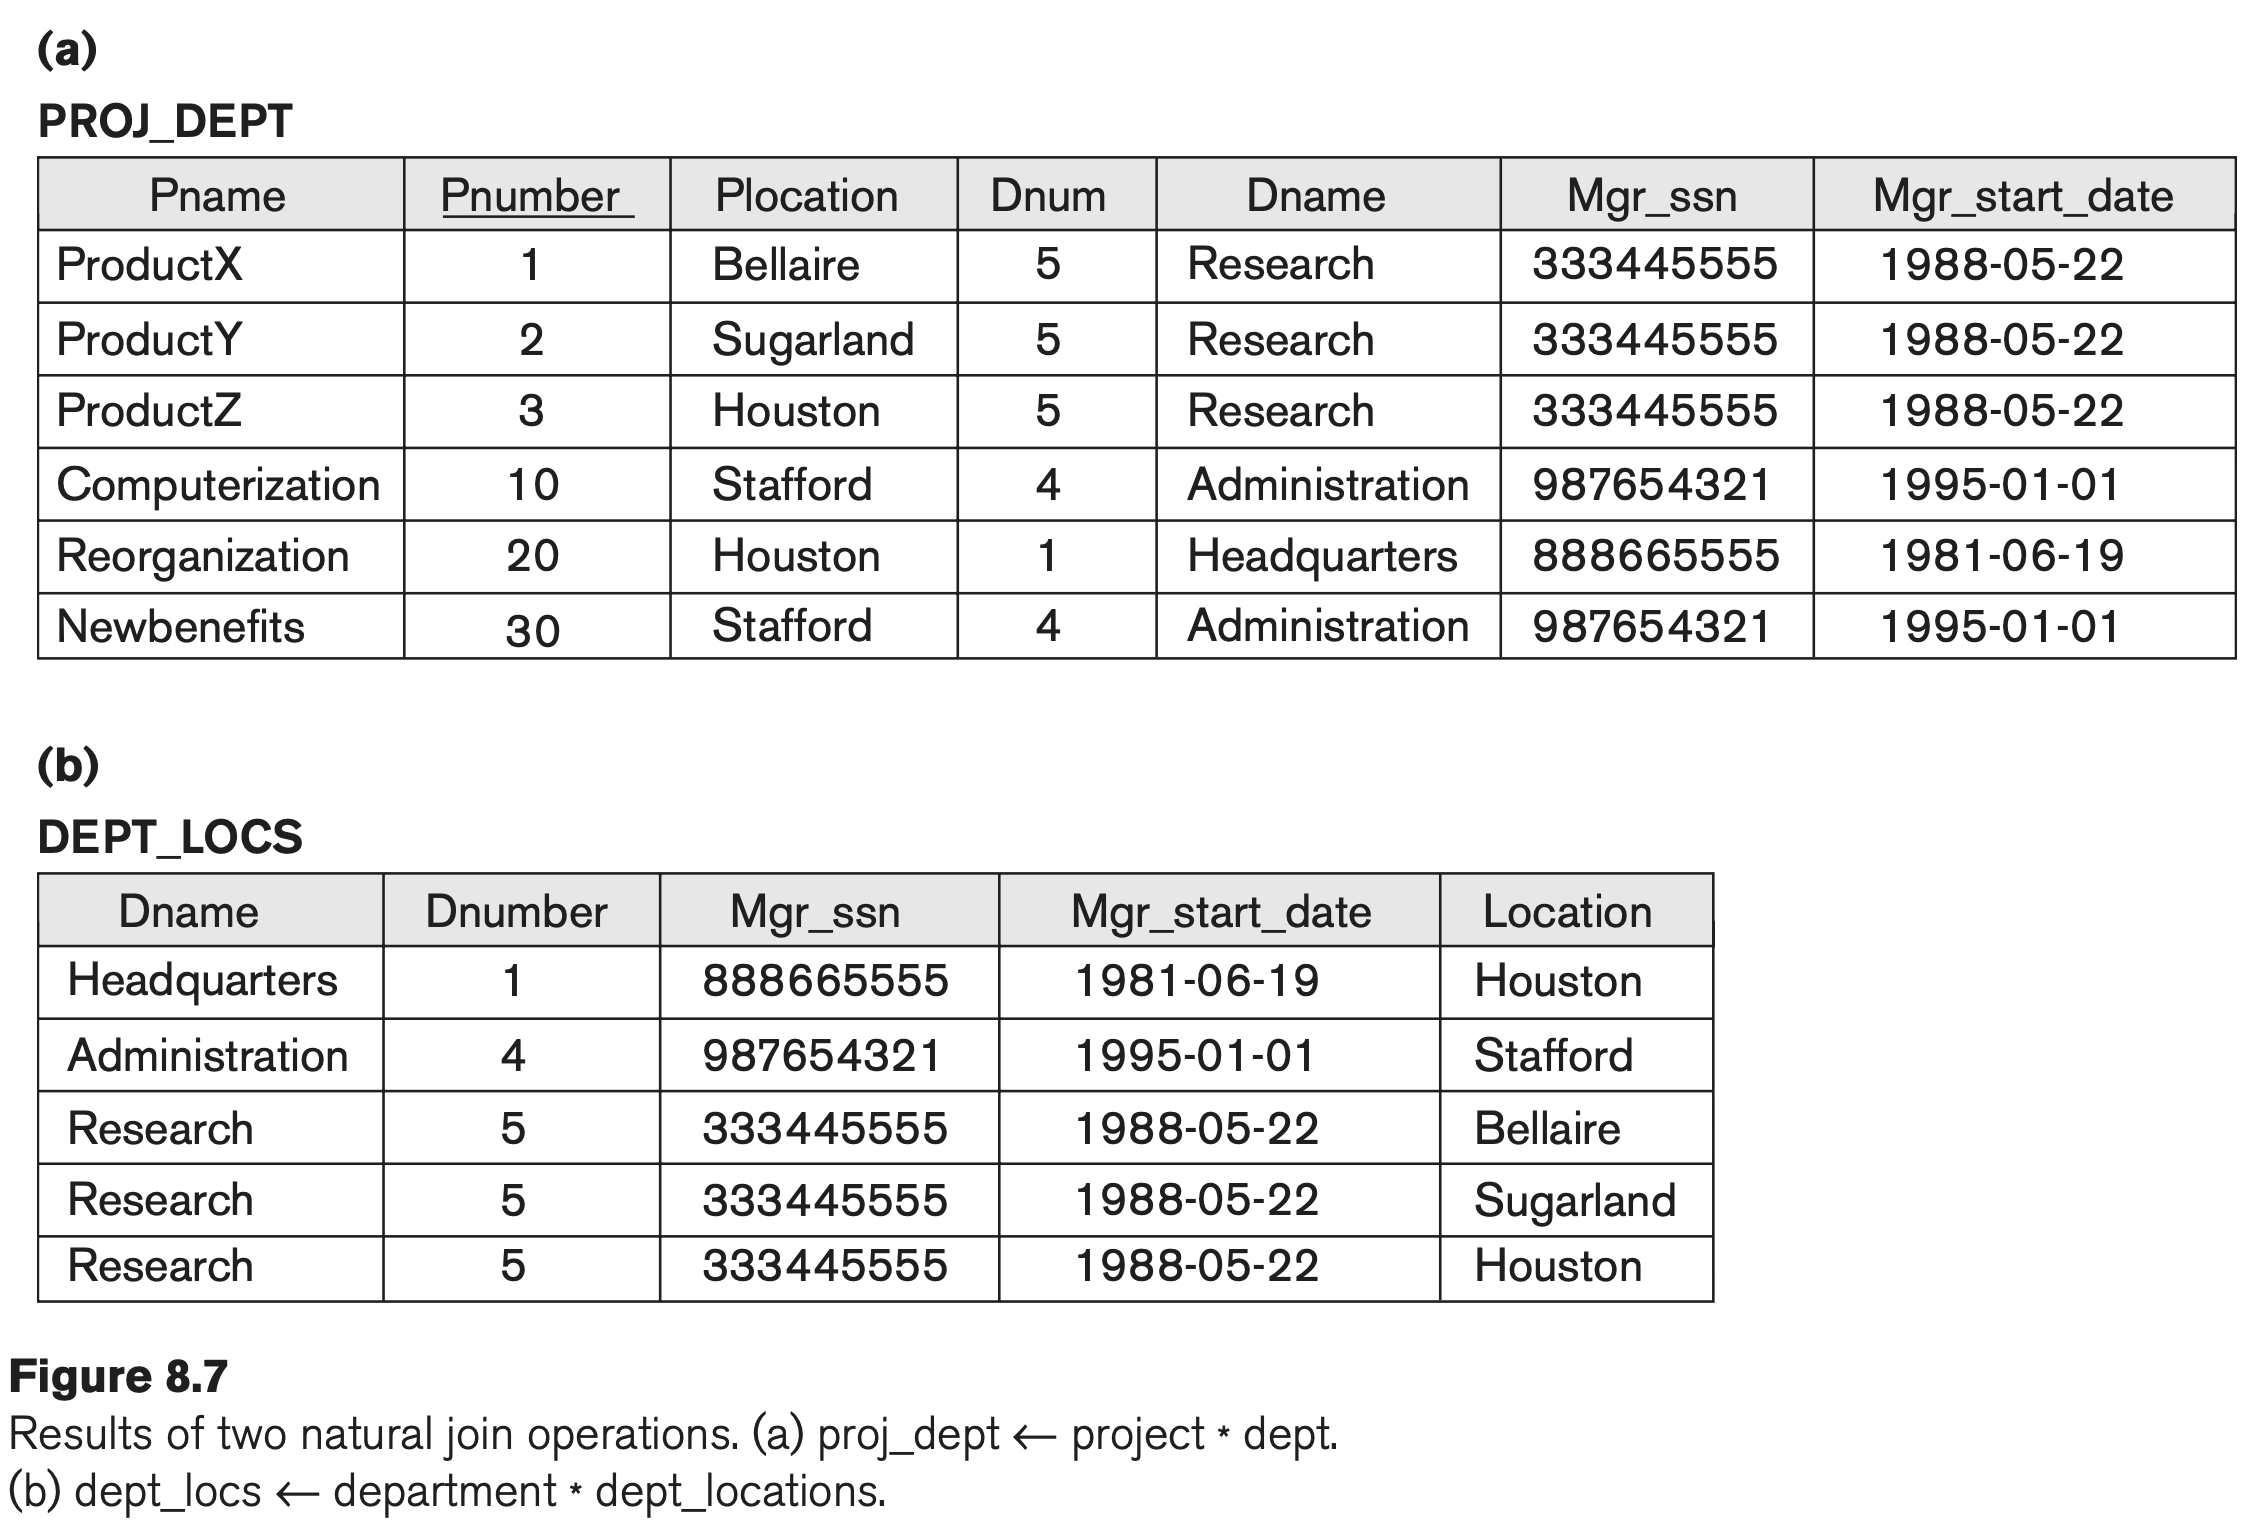 (a)
PROJ_DEPT
Pname Pnumber Plocation Dnum Dname Mgr_ssn Mgr_start_date
ProductX 1 Bellaire 5 Research 333445555 1988-05-22
ProductY 2 Sugarland 5 Research 333445555 1988-05-22
ProductZ 3 Houston 5 Research 333445555 1988-05-22
Computerization 10 Stafford 4 Administration 987654321 1995-01-01
Reorganization 20 Houston 1 Headquarters 888665555 1981-06-19
Newbenefits 30 Stafford 4 Administration 987654321 1995-01-01
(b)
DEPT_LOCS
Dname Dnumber Mgr_ssn Mgr_start_date Location
Headquarters 1 888665555 1981-06-19 Houston
Administration 4 987654321 1995-01-01 Stafford
Research 5 333445555 1988-05-22 Bellaire
Research 5 333445555 1988-05-22 Sugarland
Research 5 333445555 1988-05-22 Houston
Figure 8.7
Results of two natural join operations. (a) proj_dept ← project * dept.
(b) dept_locs ← department * dept_locations.